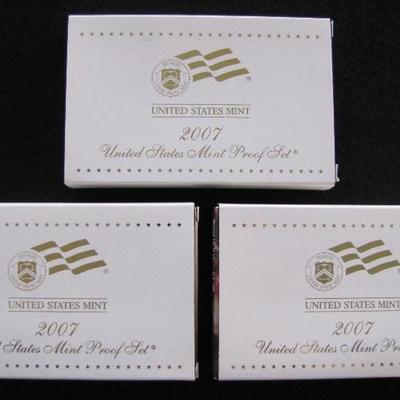 UNITED STATES MINT
2007
United States Mint Proof Set®
UNITED STATES MINT
2007
States Mint Proof Set®
UNITED STATES MINT
2007
United States Mint Proof